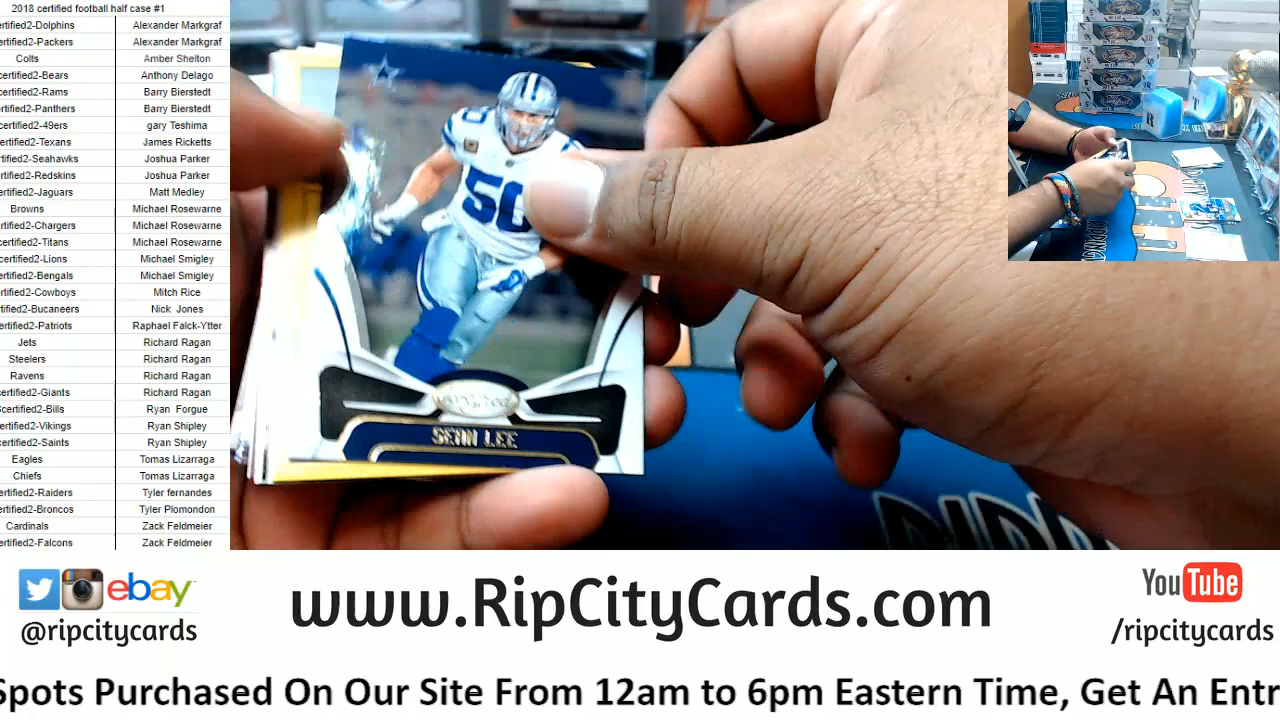 2018 certified football half case #1
ertified2-Dolphins Alexander Markgraf
ertified2-Packers Alexander Markgraf
Colts Amber Shelton
certified2-Bears Anthony Delago
ertified2-Rams Barry Bierstedt
rtified2-Panthers Barry Bierstedt
certified2-49ers gary Teshima
certified2-Texans James Ricketts
rtified2-Seahawks Joshua Parker
rtified2-Redskins Joshua Parker
rtified2-Jaguars Matt Medley
Browns Michael Rosewarne
rtified2-Chargers Michael Rosewarne
certified2-Titans Michael Rosewarne
certified2-Lions Michael Smigley
rtified2-Bengals Michael Smigley
rtified2-Cowboys Mitch Rice
tified2-Bucaneers Nick Jones
ertified2-Patriots Raphael Falck-Ytter
Jets Richard Ragan
Steelers Richard Ragan
Ravens Richard Ragan
certified2-Giants Richard Ragan
certified2-Bills Ryan Forgue
ertified2-Vikings Ryan Shipley
certified2-Saints Ryan Shipley
Eagles Tomas Lizarraga
Chiefs Tomas Lizarraga
ertified2-Raiders Tyler fernandes
rtified2-Broncos Tyler Plomondon
Cardinals Zack Feldmeier
ertified2-Falcons Zack Feldmeier
50
SEAN LEE
R
ebay
@ripcitycards
www.RipCityCards.com
YouTube
/ripcitycards
Spots Purchased On Our Site From 12am to 6pm Eastern Time, Get An Entr